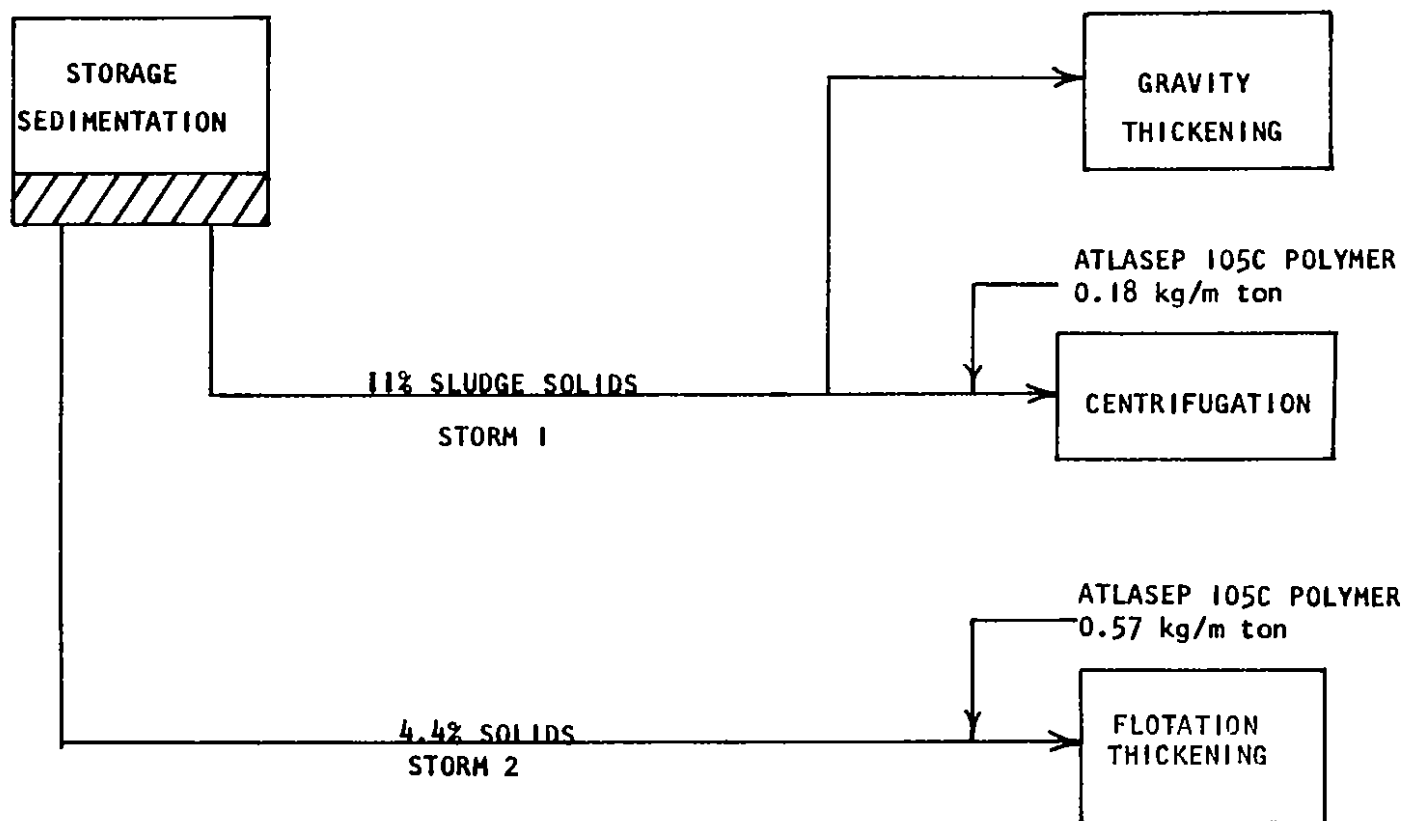 STORAGE
SEDIMENTATION
GRAVITY
THICKENING
ATLASEP 105C POLYMER
0.18 kg/m ton
11% SLUDGE SOLIDS
STORM 1
CENTRIFUGATION
ATLASEP 105C POLYMER
0.57 kg/m ton
4.4% SOLIDS
STORM 2
FLOTATION
THICKENING